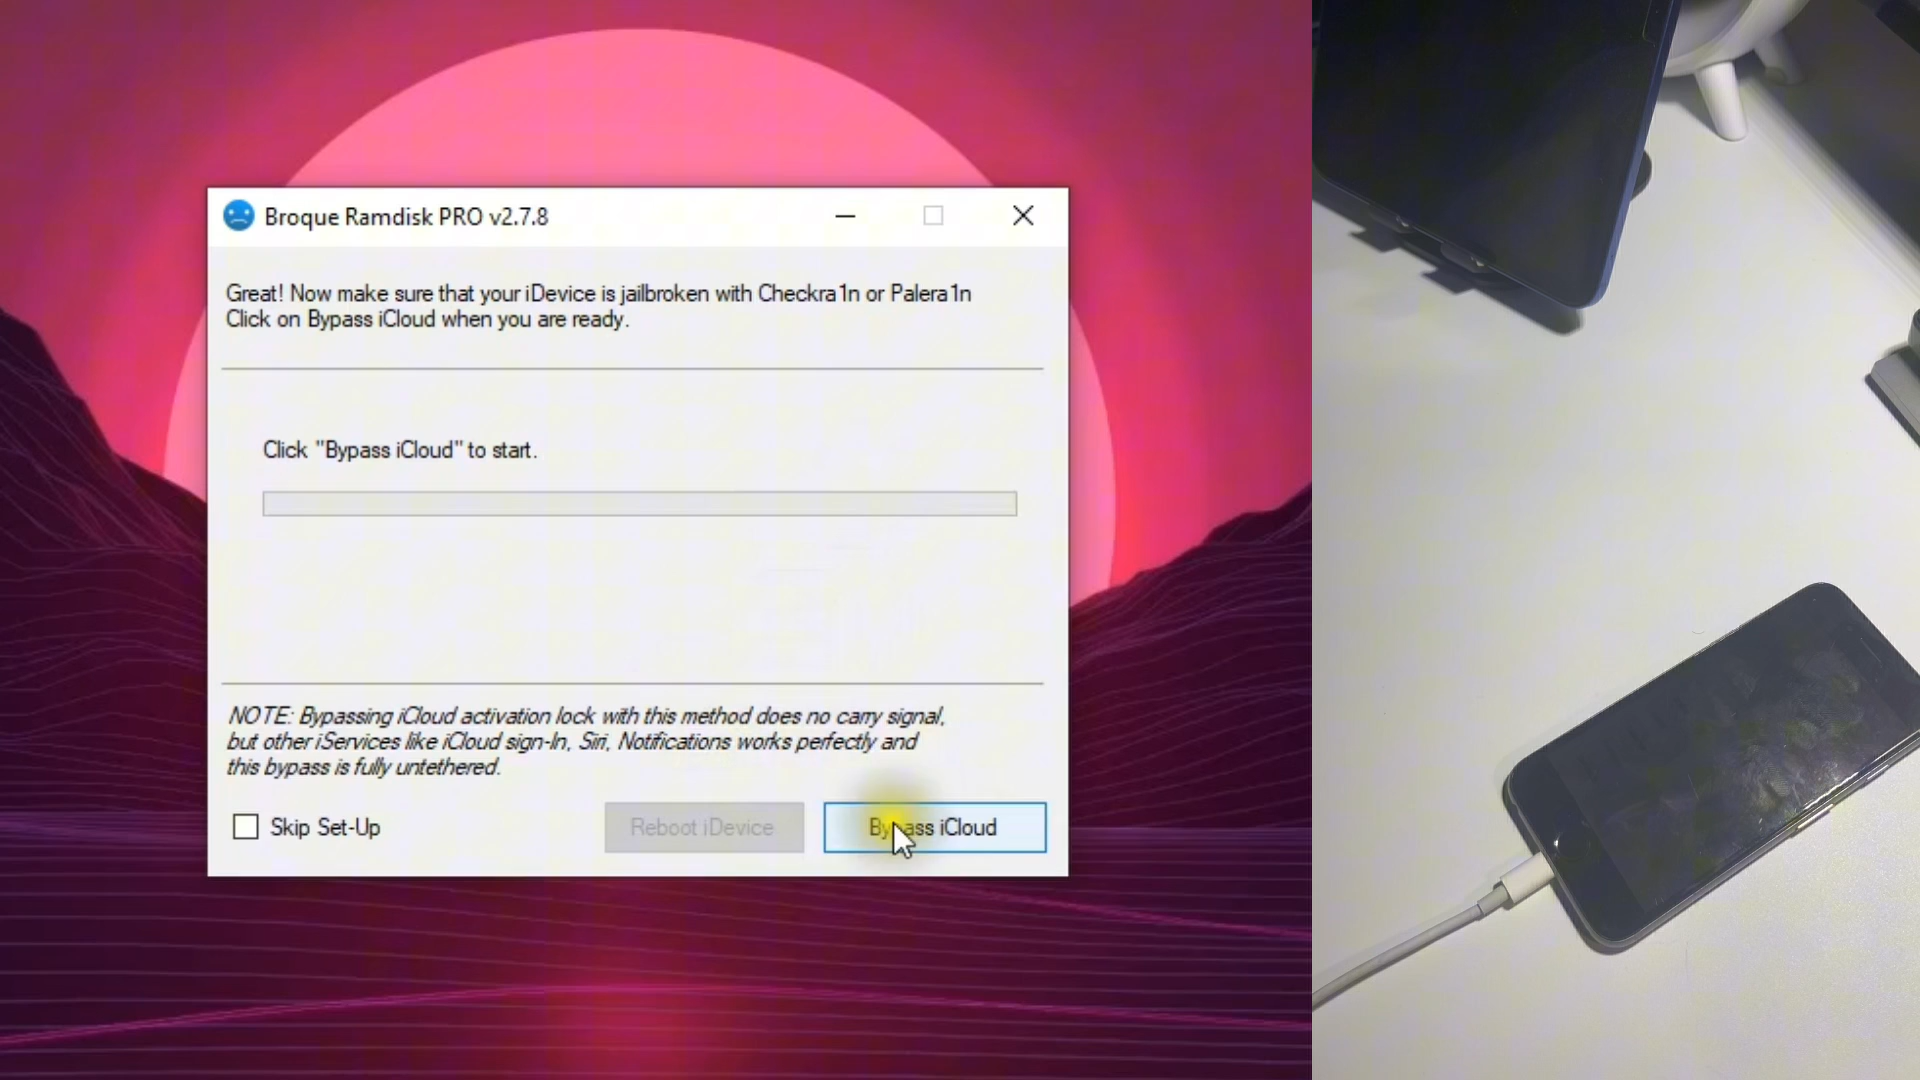 Broque Ramdisk PRO v2.7.8
Great! Now make sure that your iDevice is jailbroken with Checkra1n or Palera1n
Click on Bypass iCloud when you are ready.
Click "Bypass iCloud" to start.
NOTE: Bypassing iCloud activation lock with this method does no carry signal,
but other iServices like iCloud sign-In, Siri, Notifications works perfectly and
this bypass is fully untethered.
Skip Set-Up
Reboot iDevice
Bypass iCloud